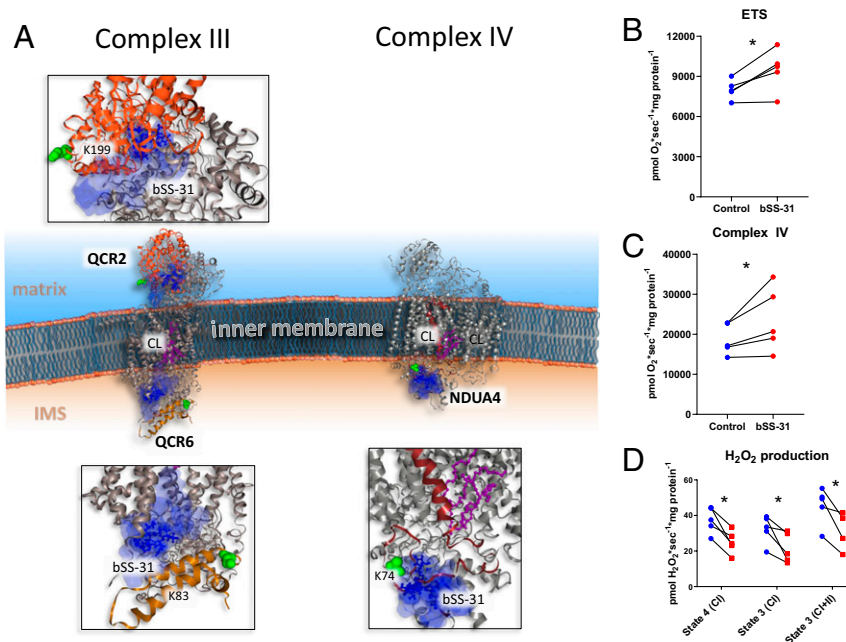 A
Complex III
Complex IV
K199
bSS-31
QCR2
matrix
CL
inner membrane
CL
CL
IMS
NDUA4
QCR6
bSS-31
K83
K74
bSS-31
B
ETS
*
pmol O₂*sec⁻¹*mg protein⁻¹
12000
9000
6000
3000
0
Control
bSS-31
C
Complex IV
*
pmol O₂*sec⁻¹*mg protein⁻¹
40000
30000
20000
10000
0
Control
bSS-31
D
H₂O₂ production
pmol H₂O₂*sec⁻¹*mg protein⁻¹
60
40
20
0
*
*
*
State 4 (CI)
State 3 (CI)
State 3 (CI+II)